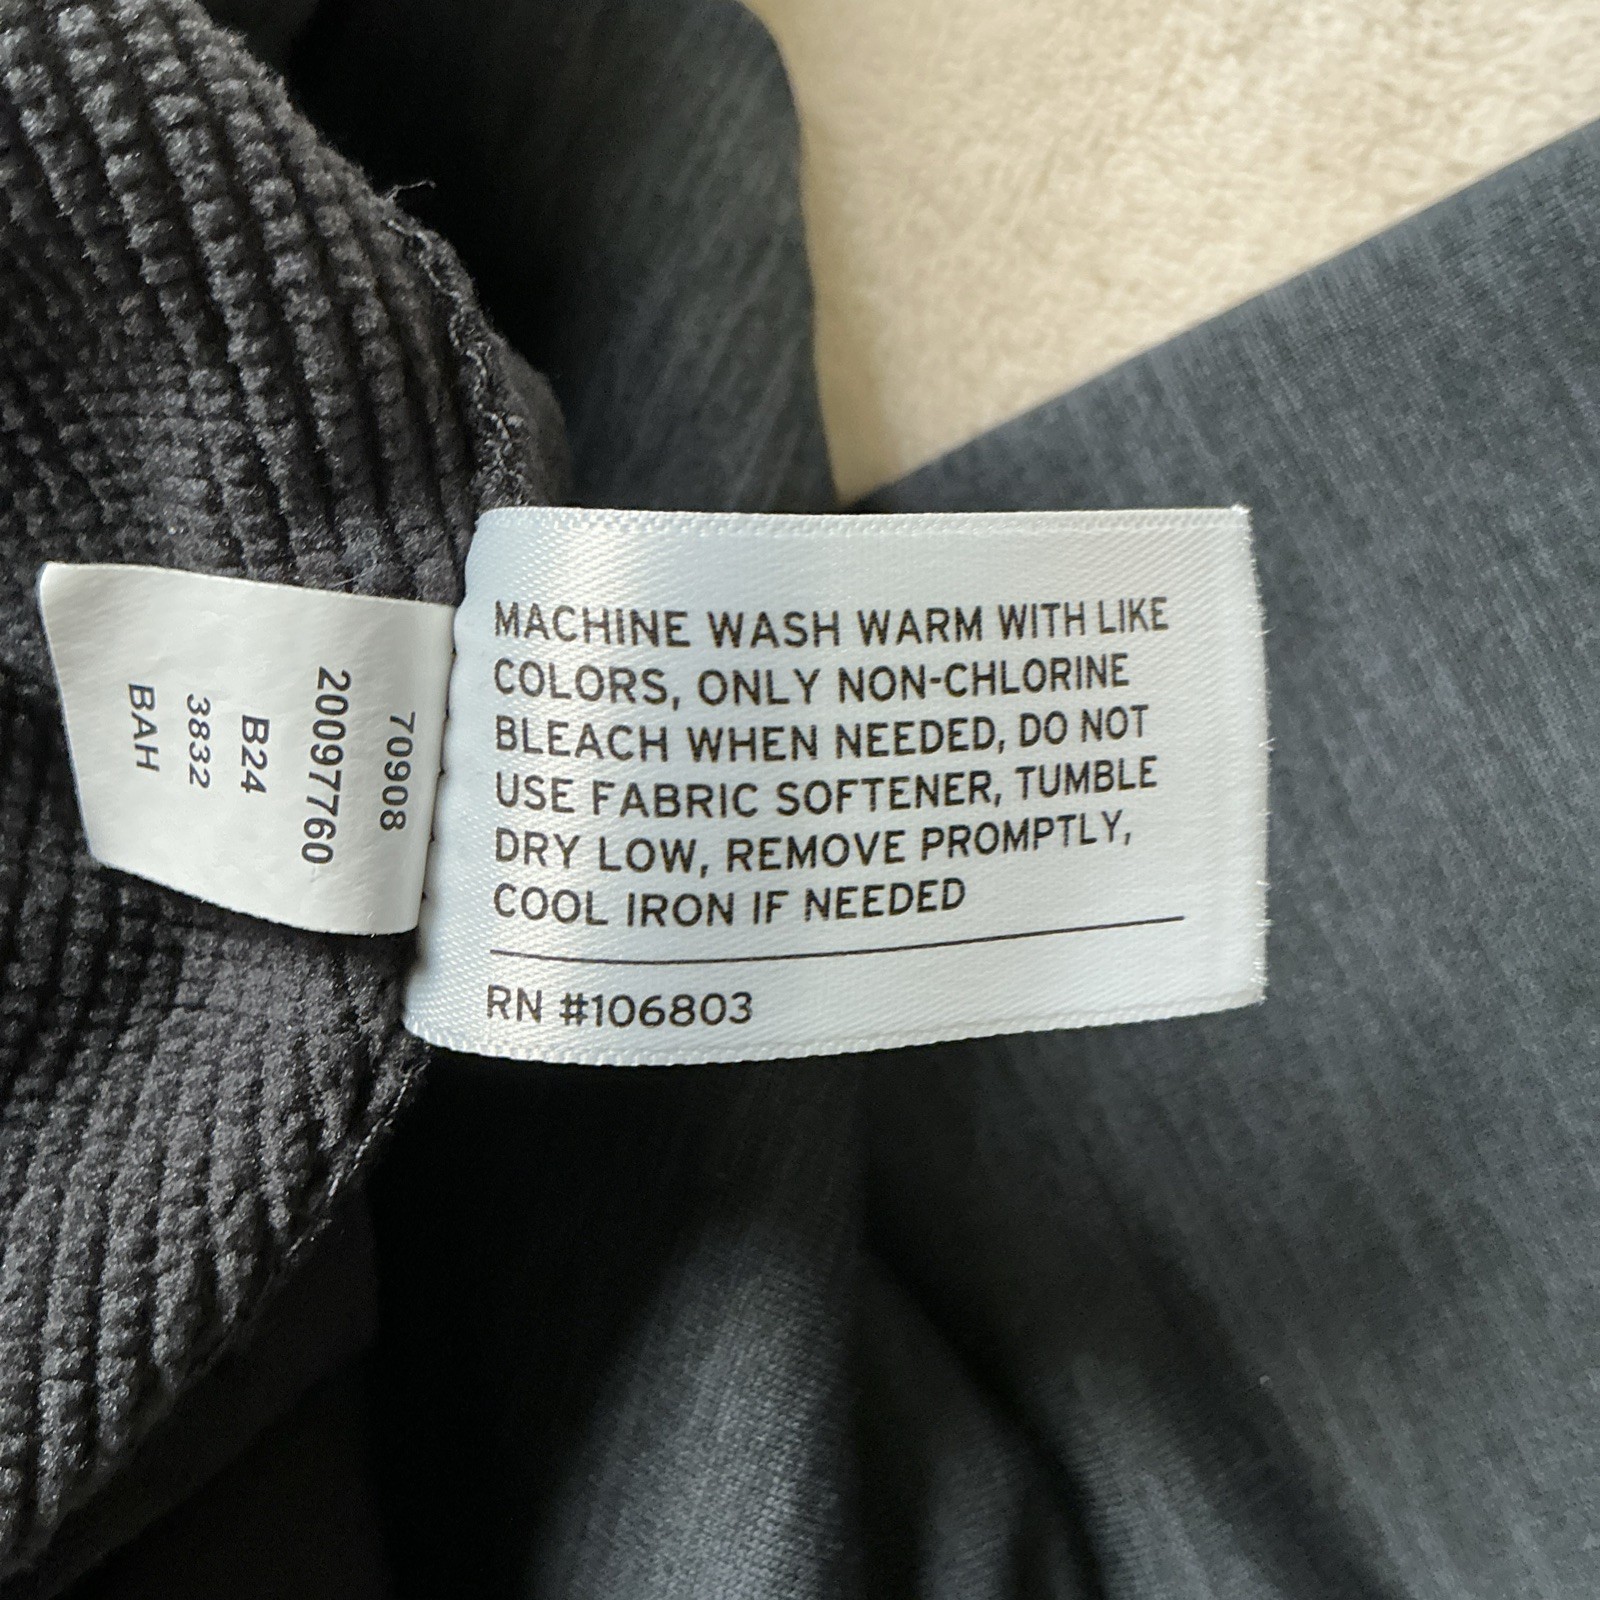 MACHINE WASH WARM WITH LIKE
COLORS, ONLY NON-CHLORINE
BLEACH WHEN NEEDED, DO NOT
USE FABRIC SOFTENER, TUMBLE
DRY LOW, REMOVE PROMPTLY,
COOL IRON IF NEEDED
RN #106803
70908
20097760
B24
3832
BAH